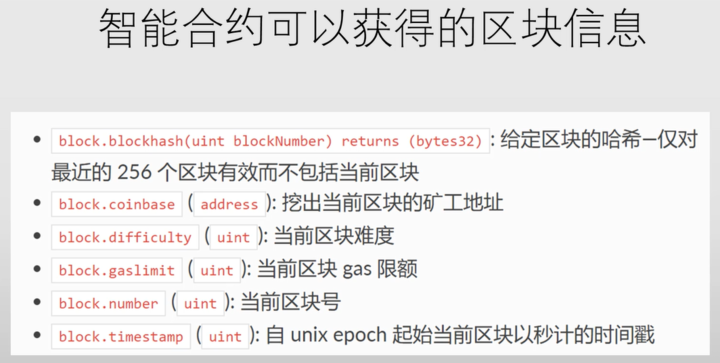 智能合约可以获得的区块信息
• block.blockhash(uint blockNumber) returns (bytes32) : 给定区块的哈希—仅对
最近的 256 个区块有效而不包括当前区块
• block.coinbase ( address ): 挖出当前区块的矿工地址
• block.difficulty ( uint ): 当前区块难度
• block.gaslimit ( uint ): 当前区块 gas 限额
• block.number ( uint ): 当前区块号
• block.timestamp ( uint ): 自 unix epoch 起始当前区块以秒计的时间戳